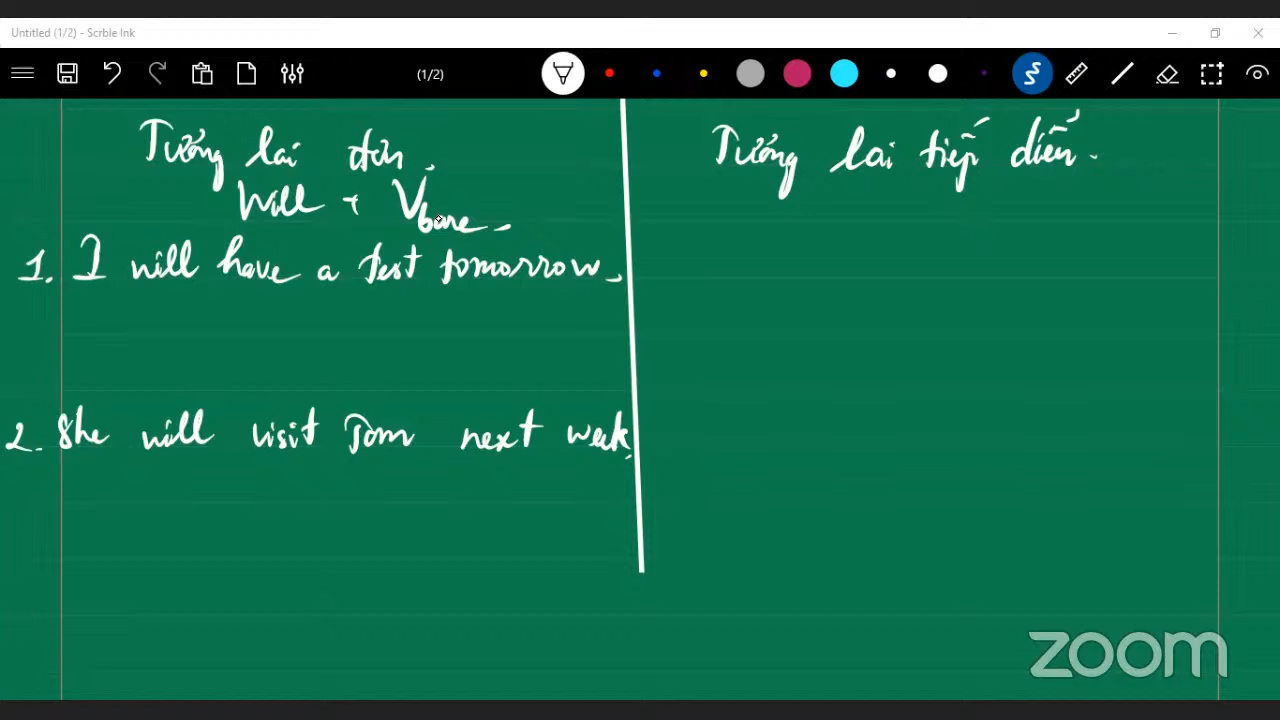 Untitled (1/2) - Scrble Ink
(1/2)
Tương lai đơn.
Will + Vbare.
1. I will have a test tomorrow.
2. She will visit Tom next week.
Tương lai tiếp diễn.
zoom